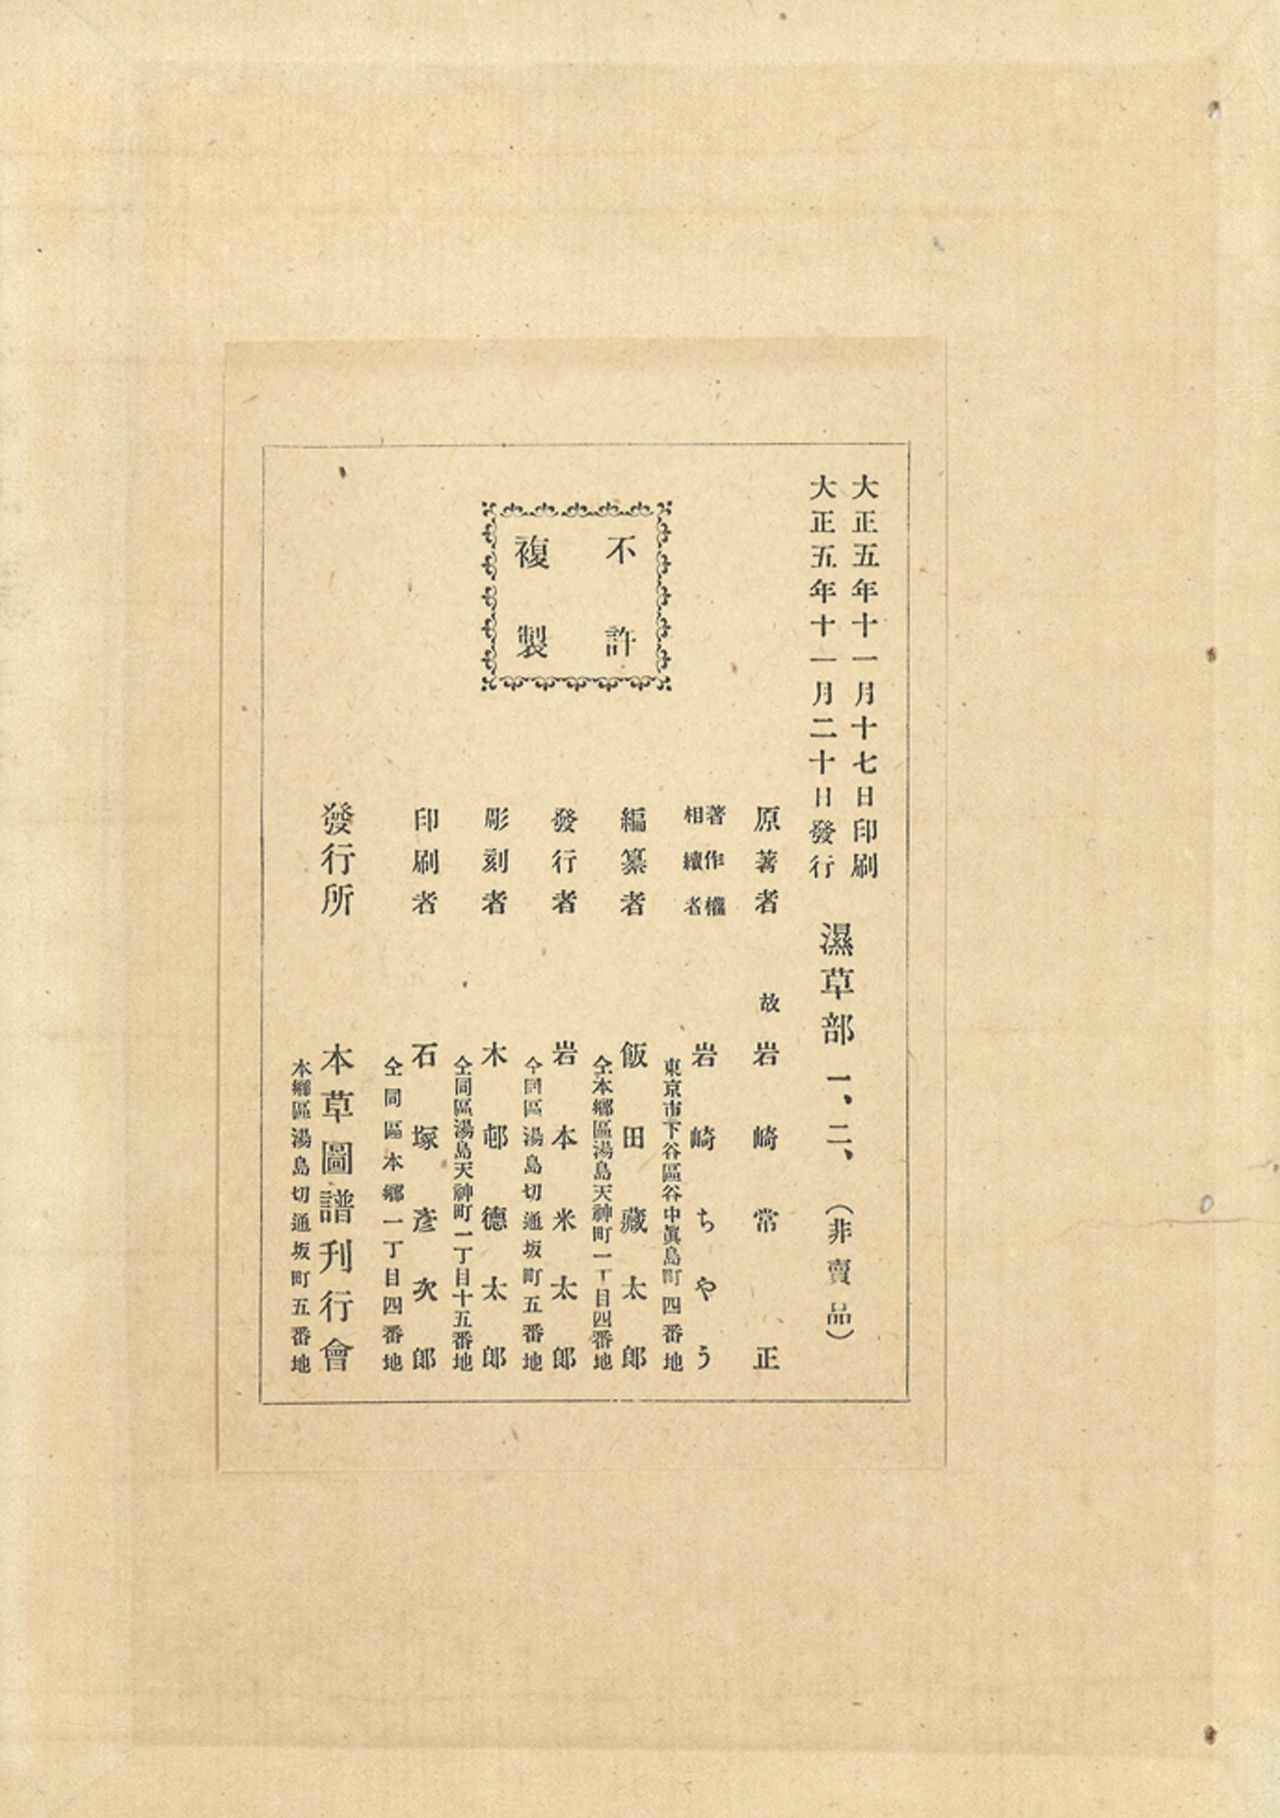 大正五年十一月十七日印刷
大正五年十一月二十日發行
濕草部 一、二、（非賣品）
原著者 故岩崎常正
著作權
相續者
岩崎ちやう
東京市下谷區谷中眞島町四番地
不許
複製
編纂者 飯田藏太郎
仝本鄉區湯島天神町一丁目四番地
發行者 岩本米太郎
仝同區湯島切通坂町五番地
彫刻者 木邨德太郎
仝同區湯島天神町一丁目十五番地
印刷者 石塚彥次郎
仝同區本鄉一丁目四番地
發行所 本草圖譜刊行會
本鄉區湯島切通坂町五番地